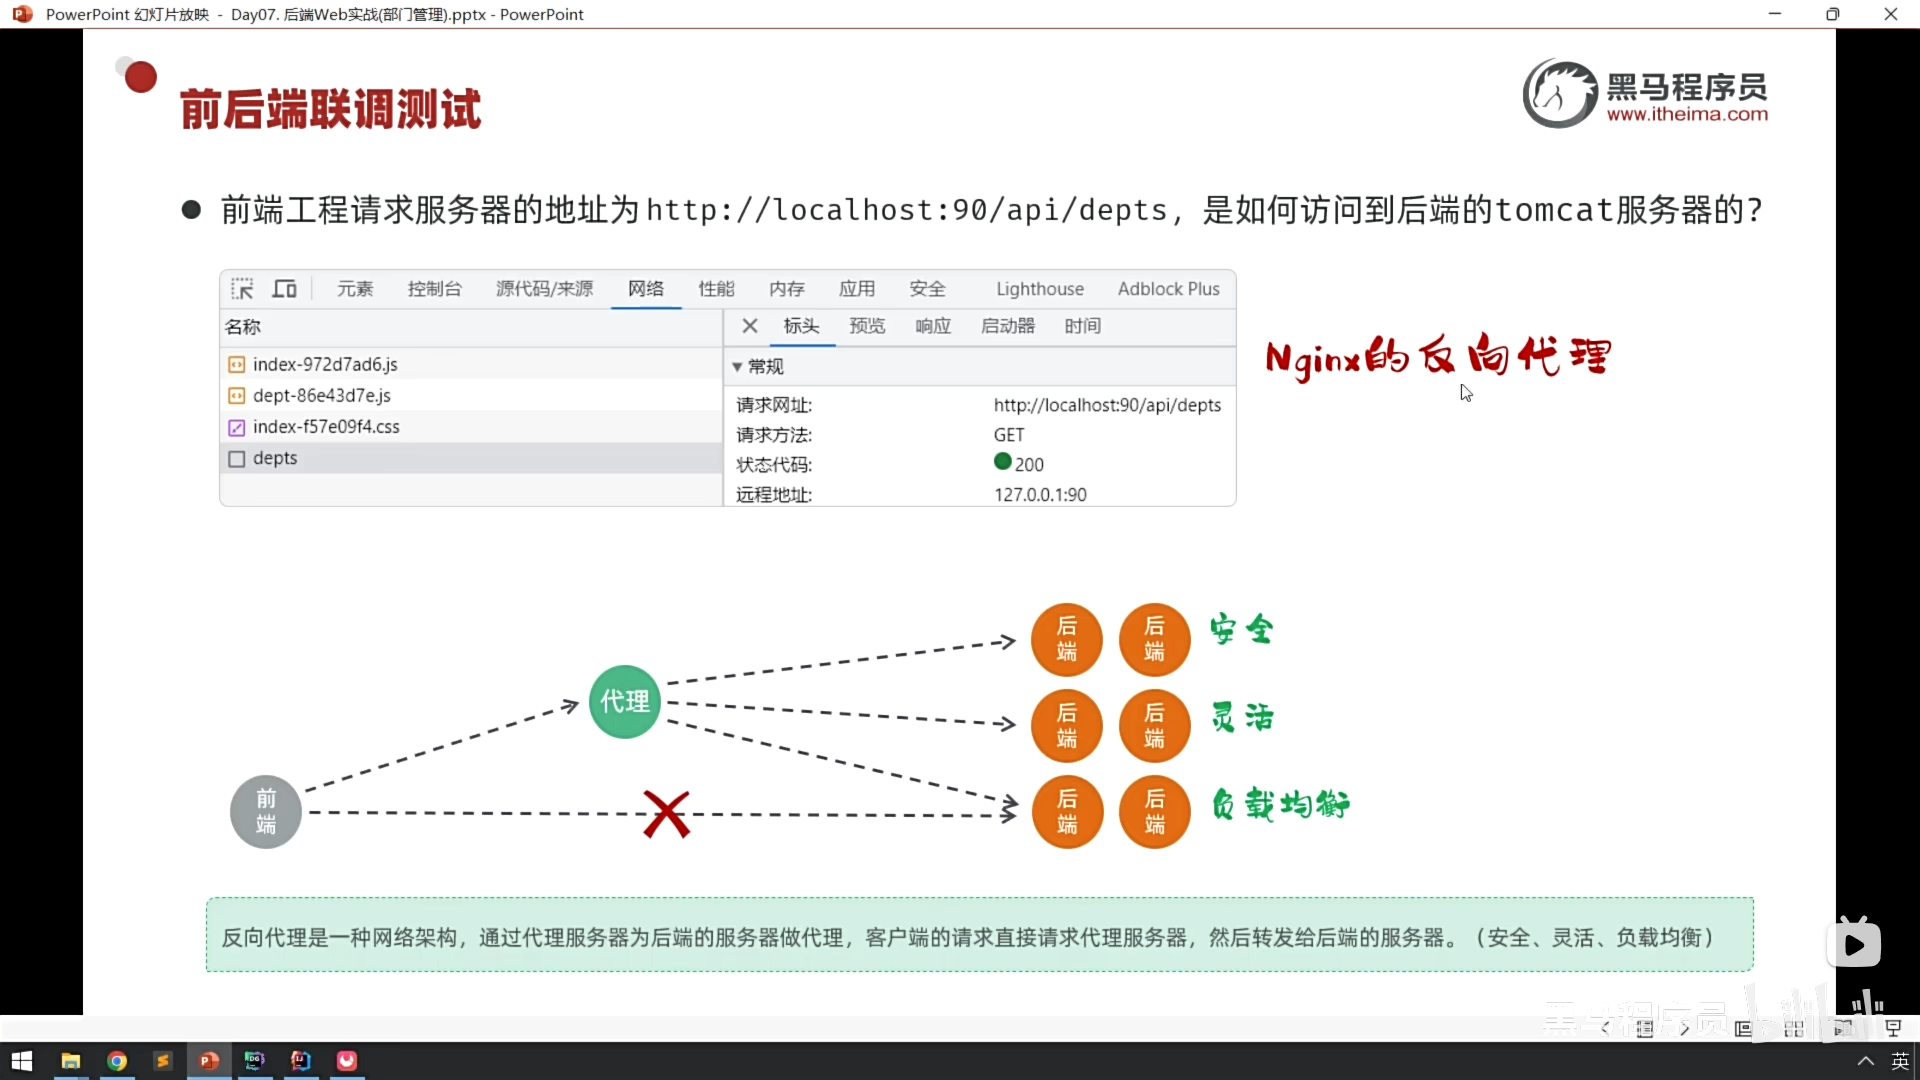 PowerPoint 幻灯片放映 - Day07. 后端Web实战(部门管理).pptx - PowerPoint
前后端联调测试
黑马程序员
www.itheima.com
前端工程请求服务器的地址为http://localhost:90/api/depts，是如何访问到后端的tomcat服务器的？
元素 控制台 源代码/来源 网络 性能 内存 应用 安全 Lighthouse Adblock Plus
名称
标头 预览 响应 启动器 时间
index-972d7ad6.js
dept-86e43d7e.js
index-f57e09f4.css
depts
常规
请求网址: http://localhost:90/api/depts
请求方法: GET
状态代码: 200
远程地址: 127.0.0.1:90
Nginx的反向代理
后端 后端 安全
代理
后端 后端 灵活
前端
后端 后端 负载均衡
反向代理是一种网络架构，通过代理服务器为后端的服务器做代理，客户端的请求直接请求代理服务器，然后转发给后端的服务器。（安全、灵活、负载均衡）
黑马程序员 bilibili
英